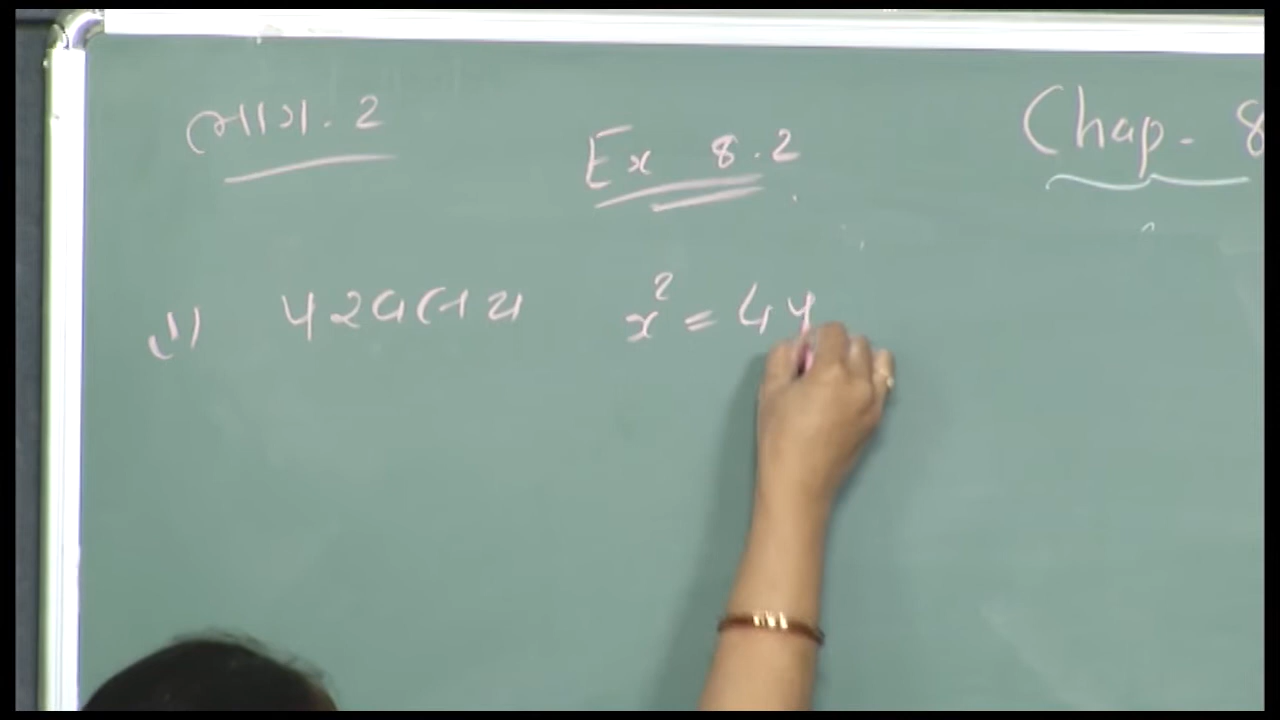 ભાગ. 2
Ex 8.2
Chap. 8
(1) પરવલય x² = 4y